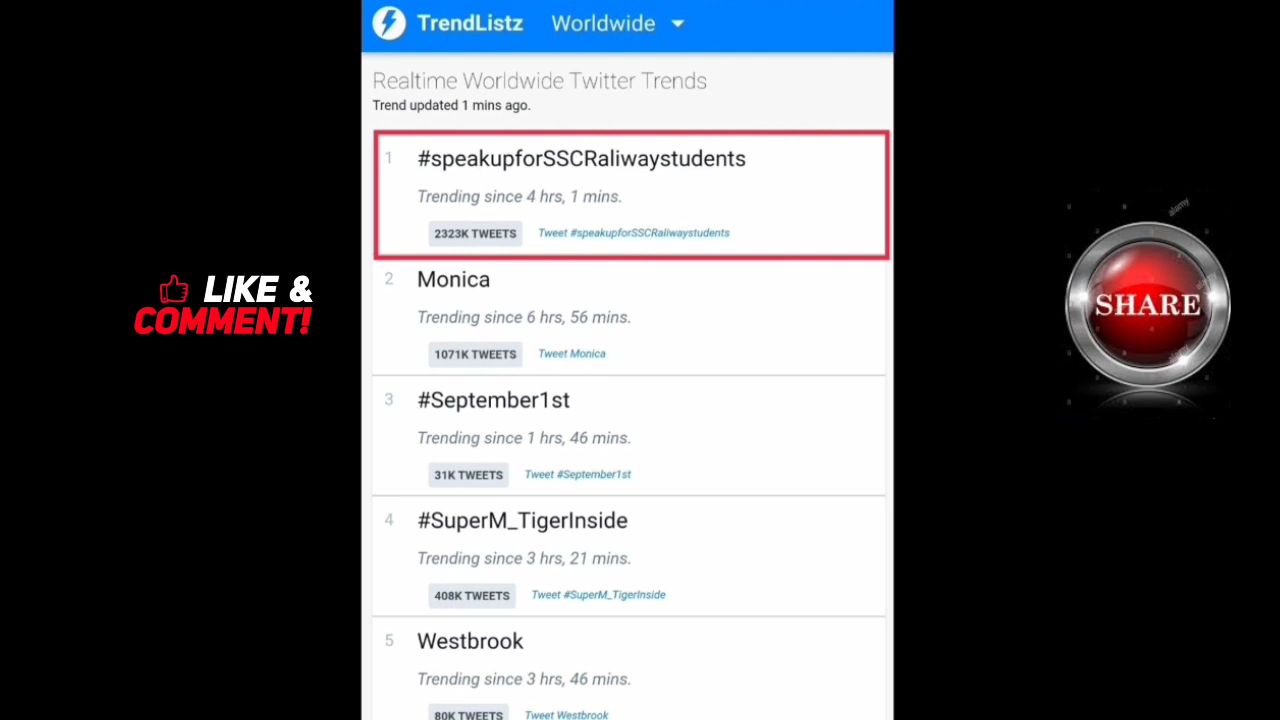 TrendListz Worldwide
Realtime Worldwide Twitter Trends
Trend updated 1 mins ago.
1 #speakupforSSCRaliwaystudents
Trending since 4 hrs, 1 mins.
2323K TWEETS Tweet #speakupforSSCRaliwaystudents
2 Monica
Trending since 6 hrs, 56 mins.
1071K TWEETS Tweet Monica
3 #September1st
Trending since 1 hrs, 46 mins.
31K TWEETS Tweet #September1st
4 #SuperM_TigerInside
Trending since 3 hrs, 21 mins.
408K TWEETS Tweet #SuperM_TigerInside
5 Westbrook
Trending since 3 hrs, 46 mins.
80K TWEETS Tweet Westbrook
LIKE &
COMMENT!
alamy
SHARE
alamy